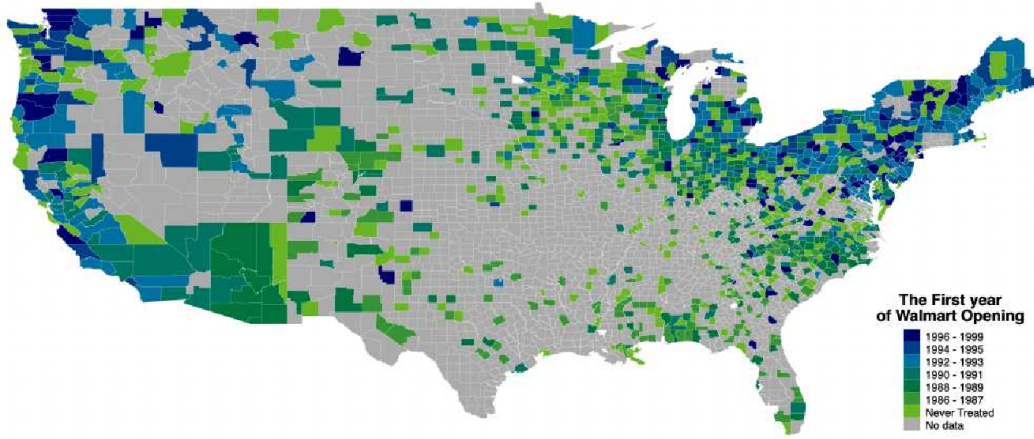 The First year
of Walmart Opening
1996 - 1999
1994 - 1995
1992 - 1993
1990 - 1991
1988 - 1989
1986 - 1987
Never Treated
No data